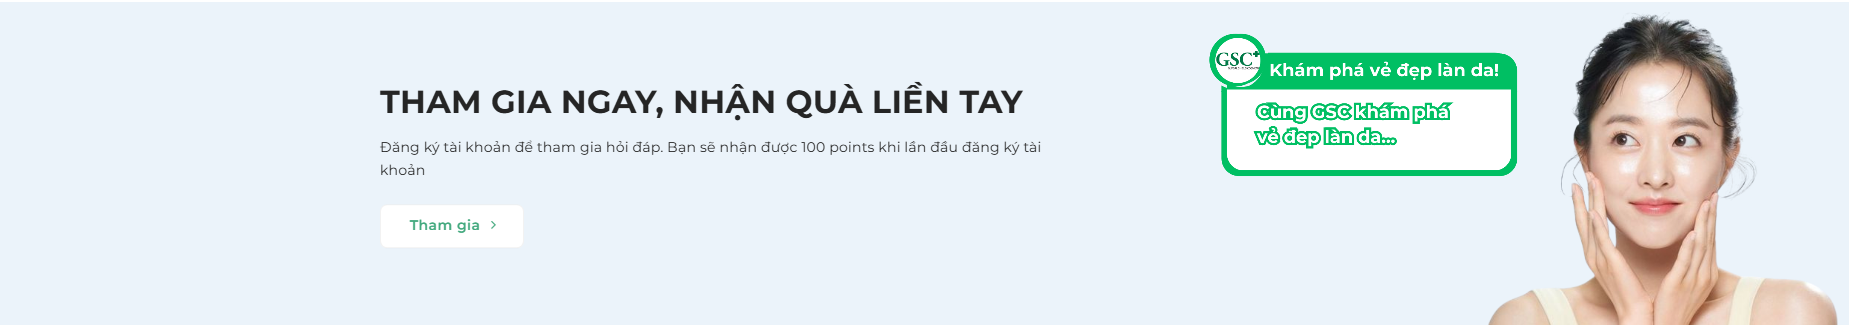 THAM GIA NGAY, NHẬN QUÀ LIỀN TAY
Đăng ký tài khoản để tham gia hỏi đáp. Bạn sẽ nhận được 100 points khi lần đầu đăng ký tài
khoản
Tham gia
GSC+
Khám phá vẻ đẹp làn da!
Cùng GSC khám phá
vẻ đẹp làn da...